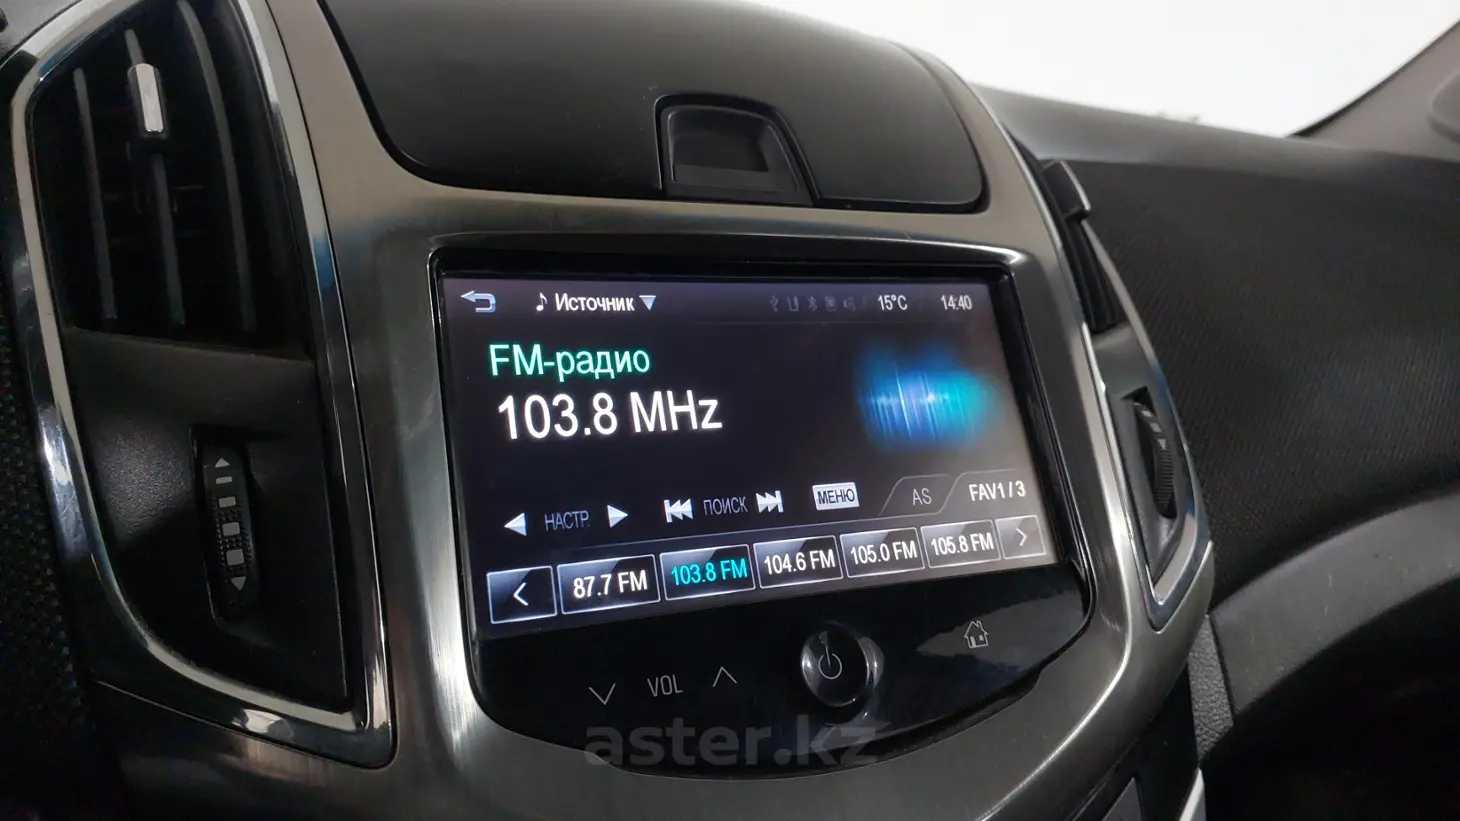 Источник 15°C 14:40
FM-радио
103.8 MHz
НАСТР. ПОИСК МЕНЮ AS FAV1 / 3
87.7 FM 103.8 FM 104.6 FM 105.0 FM 105.8 FM
VOL
aster.kz